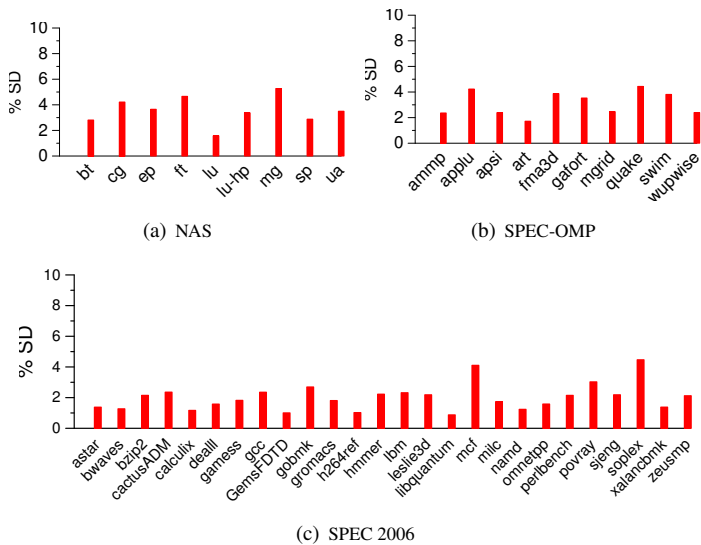 10
8
6
4
2
0
% SD
bt
cg
ep
ft
lu
lu-hp
mg
sp
ua
(a) NAS
10
8
6
4
2
0
% SD
ammp
applu
apsi
art
fma3d
gafort
mgrid
quake
swim
wupwise
(b) SPEC-OMP
10
8
6
4
2
0
% SD
astar
bwaves
bzip2
cactusADM
calculix
dealII
gamess
gcc
GemsFDTD
gobmk
gromacs
h264ref
hmmer
lbm
leslie3d
libquantum
mcf
milc
namd
omnetpp
perlbench
povray
sjeng
soplex
xalancbmk
zeusmp
(c) SPEC 2006